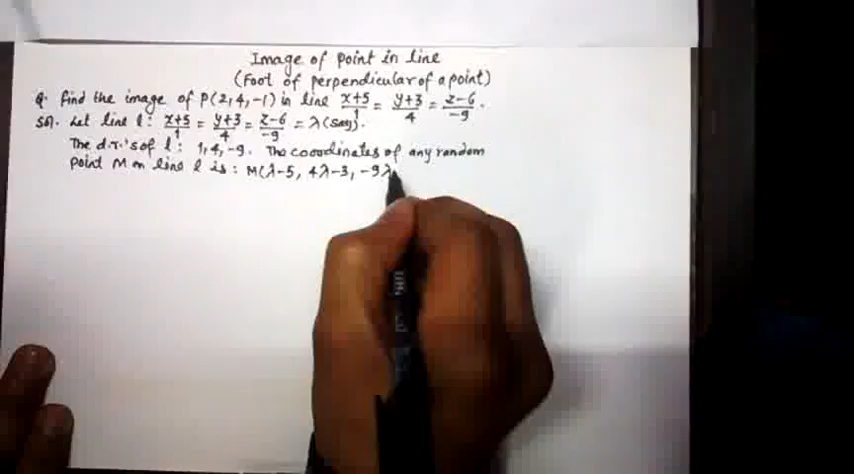 Image of point in line
(Foot of perpendicular of a point)
Q. Find the image of P(2,4,-1) in line x+5/1 = y+3/4 = z-6/-9.
Sol. Let line l: x+5/1 = y+3/4 = z-6/-9 = λ(say).
The d.r.'s of l: 1,4,-9. The cooordinates of any random
point M on line l is: M(λ-5, 4λ-3, -9λ